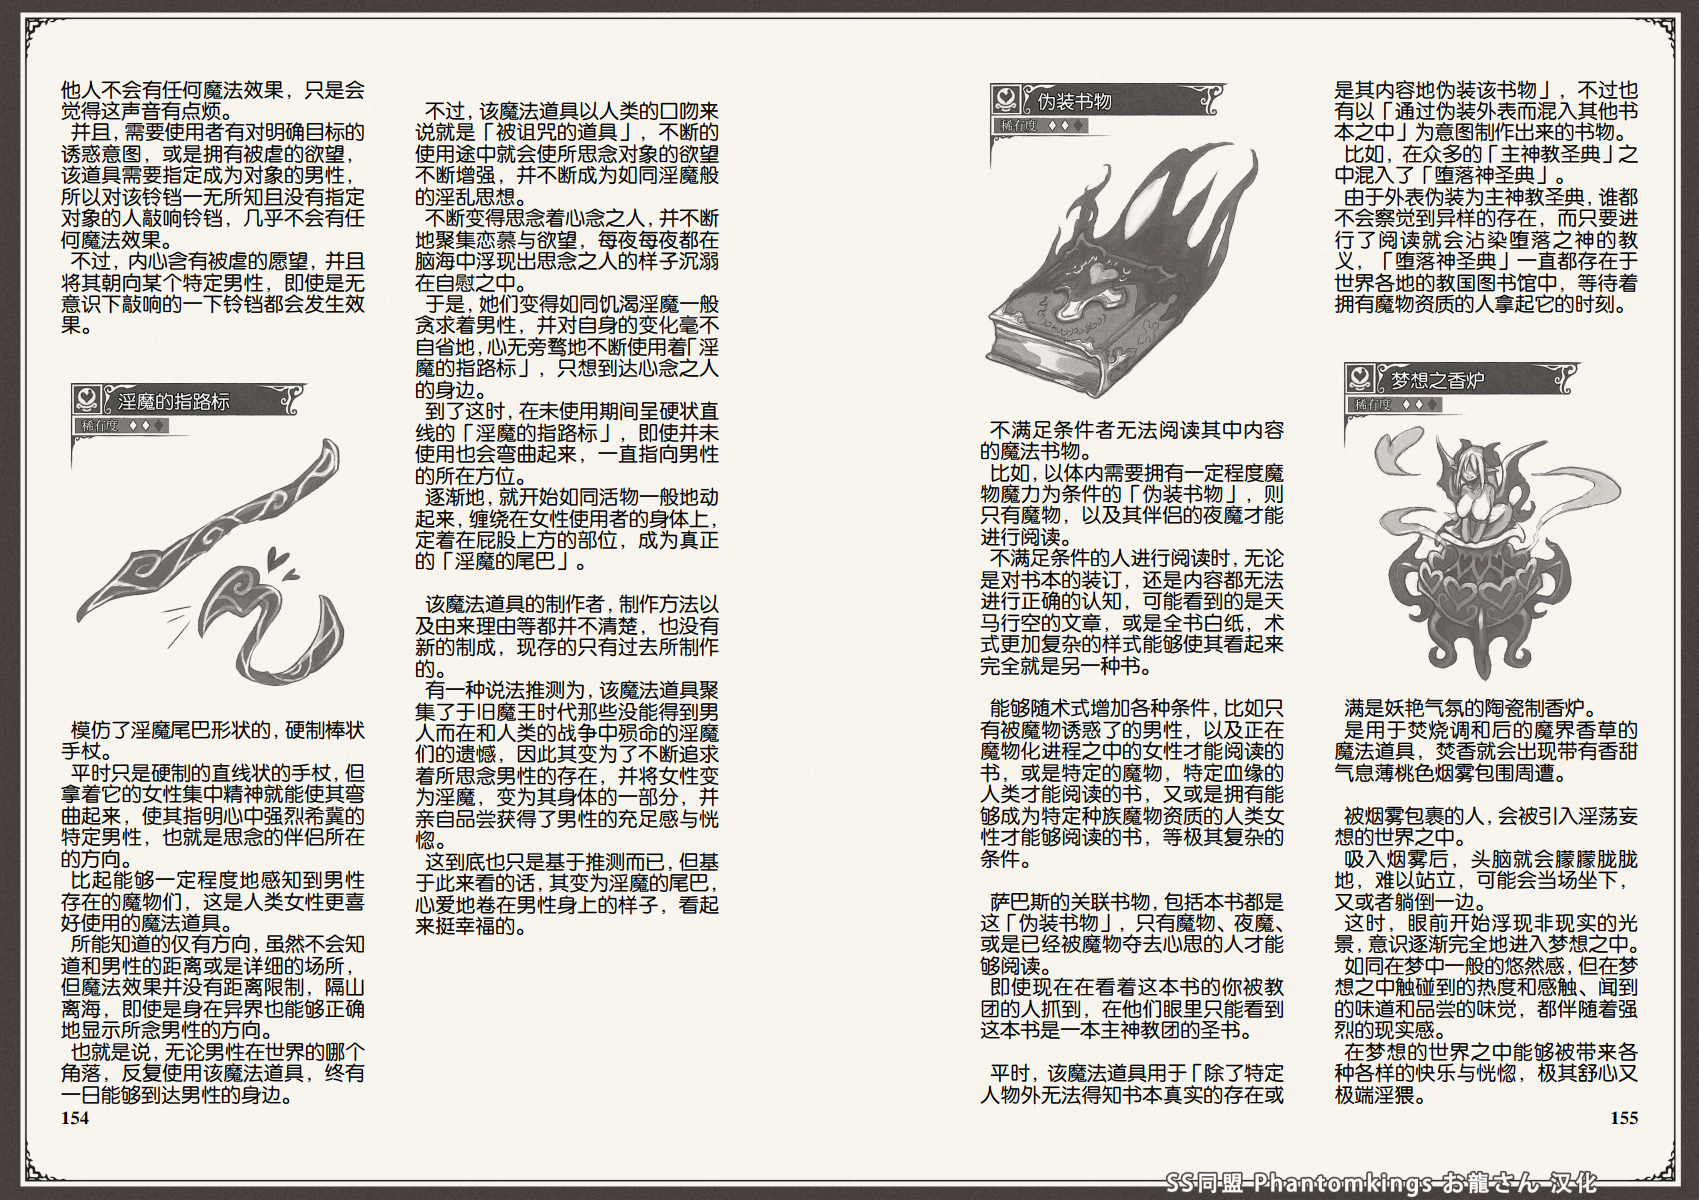 他人不会有任何魔法效果，只是会
觉得这声音有点烦。
并且，需要使用者有对明确目标的
诱惑意图，或是拥有被虐的欲望，
该道具需要指定成为对象的男性，
所以对该铃铛一无所知且没有指定
对象的人敲响铃铛，几乎不会有任
何魔法效果。
不过，内心含有被虐的愿望，并且
将其朝向某个特定男性，即使是无
意识下敲响的一下铃铛都会发生效
果。
淫魔的指路标
稀有度
模仿了淫魔尾巴形状的，硬制棒状
手杖。
平时只是硬制的直线状的手杖，但
拿着它的女性集中精神就能使其弯
曲起来，使其指明心中强烈希冀的
特定男性，也就是思念的伴侣所在
的方向。
比起能够一定程度地感知到男性
存在的魔物们，这是人类女性更喜
好使用的魔法道具。
所能知道的仅有方向，虽然不会知
道和男性的距离或是详细的场所，
但魔法效果并没有距离限制，隔山
离海，即使是身在异界也能够正确
地显示所念男性的方向。
也就是说，无论男性在世界的哪个
角落，反复使用该魔法道具，终有
一日能够到达男性的身边。
154
不过，该魔法道具以人类的口吻来
说就是「被诅咒的道具」，不断的
使用途中就会使所思念对象的欲望
不断增强，并不断成为如同淫魔般
的淫乱思想。
不断变得思念着心念之人，并不断
地聚集恋慕与欲望，每夜每夜都在
脑海中浮现出思念之人的样子沉溺
在自慰之中。
于是，她们变得如同饥渴淫魔一般
贪求着男性，并对自身的变化毫不
自省地，心无旁骛地不断使用着「淫
魔的指路标」，只想到达心念之人
的身边。
到了这时，在未使用期间呈硬状直
线的「淫魔的指路标」，即使并未
使用也会弯曲起来，一直指向男性
的所在方位。
逐渐地，就开始如同活物一般地动
起来，缠绕在女性使用者的身体上，
定着在屁股上方的部位，成为真正
的「淫魔的尾巴」。
该魔法道具的制作者，制作方法以
及由来理由等都并不清楚，也没有
新的制成，现存的只有过去所制作
的。
有一种说法推测为，该魔法道具聚
集了于旧魔王时代那些没能得到男
人而在和人类的战争中殒命的淫魔
们的遗憾，因此其变为了不断追求
着所思念男性的存在，并将女性变
为淫魔，变为其身体的一部分，并
亲自品尝获得了男性的充足感与恍
惚。
这到底也只是基于推测而已，但基
于此来看的话，其变为淫魔的尾巴，
心爱地卷在男性身上的样子，看起
来挺幸福的。
伪装书物
稀有度
不满足条件者无法阅读其中内容
的魔法书物。
比如，以体内需要拥有一定程度魔
物魔力为条件的「伪装书物」，则
只有魔物，以及其伴侣的夜魔才能
进行阅读。
不满足条件的人进行阅读时，无论
是对书本的装订，还是内容都无法
进行正确的认知，可能看到的是天
马行空的文章，或是全书白纸，术
式更加复杂的样式能够使其看起来
完全就是另一种书。
能够随术式增加各种条件，比如只
有被魔物诱惑了的男性，以及正在
魔物化进程之中的女性才能阅读的
书，或是特定的魔物，特定血缘的
人类才能阅读的书，又或是拥有能
够成为特定种族魔物资质的人类女
性才能够阅读的书，等极其复杂的
条件。
萨巴斯的关联书物，包括本书都是
这「伪装书物」，只有魔物、夜魔、
或是已经被魔物夺去心思的人才能
够阅读。
即使现在在看着这本书的你被教
团的人抓到，在他们眼里只能看到
这本书是一本主神教团的圣书。
平时，该魔法道具用于「除了特定
人物外无法得知书本真实的存在或
是其内容地伪装该书物」，不过也
有以「通过伪装外表而混入其他书
本之中」为意图制作出来的书物。
比如，在众多的「主神教圣典」之
中混入了「堕落神圣典」。
由于外表伪装为主神教圣典，谁都
不会察觉到异样的存在，而只要进
行了阅读就会沾染堕落之神的教
义，「堕落神圣典」一直都存在于
世界各地的教国图书馆中，等待着
拥有魔物资质的人拿起它的时刻。
梦想之香炉
稀有度
满是妖艳气氛的陶瓷制香炉。
是用于焚烧调和后的魔界香草的
魔法道具，焚香就会出现带有香甜
气息薄桃色烟雾包围周遭。
被烟雾包裹的人，会被引入淫荡妄
想的世界之中。
吸入烟雾后，头脑就会朦朦胧胧
地，难以站立，可能会当场坐下，
又或者躺倒一边。
这时，眼前开始浮现非现实的光
景，意识逐渐完全地进入梦想之中。
如同在梦中一般的悠然感，但在梦
想之中触碰到的热度和感触、闻到
的味道和品尝的味觉，都伴随着强
烈的现实感。
在梦想的世界之中能够被带来各
种各样的快乐与恍惚，极其舒心又
极端淫猥。
155
SS同盟 Phantomkings お龍さん 汉化